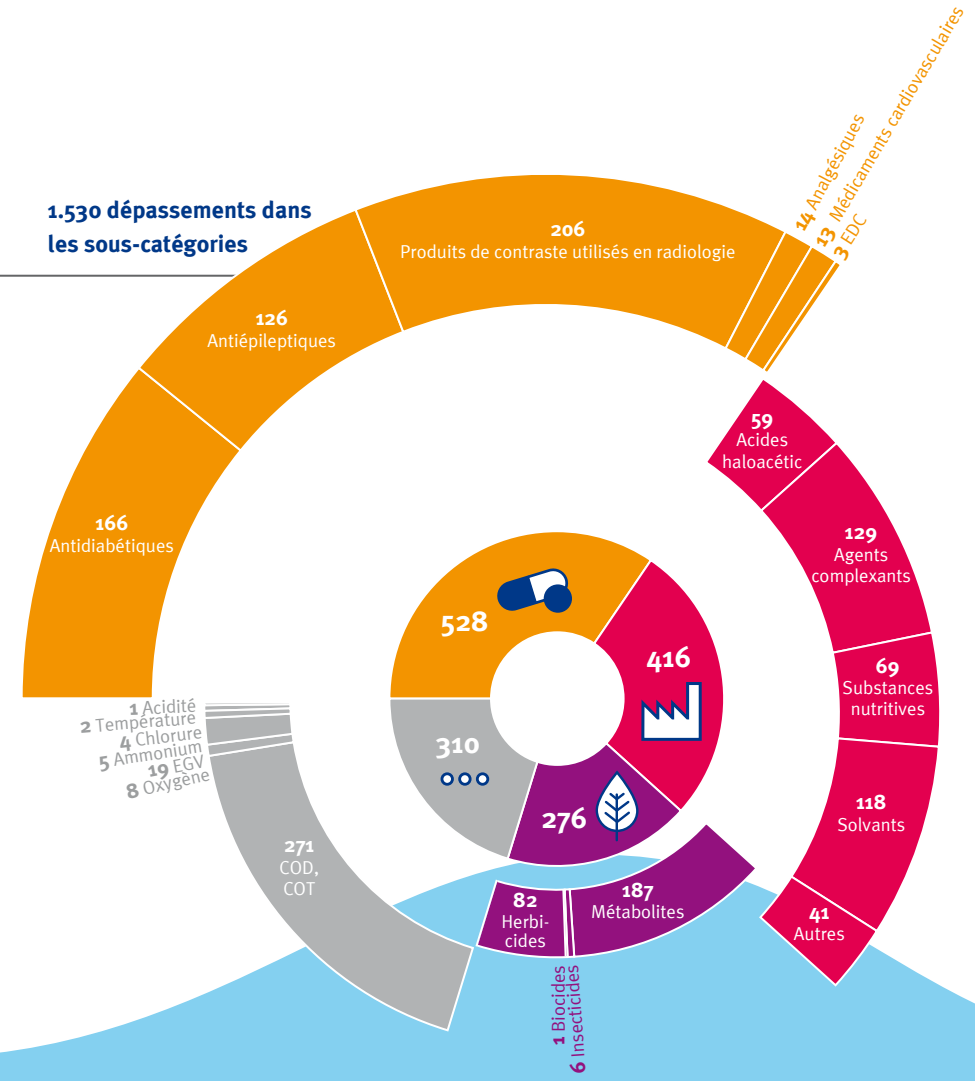 1.530 dépassements dans
les sous-catégories
166
Antidiabétiques
126
Antiépileptiques
206
Produits de contraste utilisés en radiologie
14 Analgésiques
13 Médicaments cardiovasculaires
3 EDC
59
Acides
haloacétic
129
Agents
complexants
69
Substances
nutritives
118
Solvants
41
Autres
528
416
310
276
187
Métabolites
82
Herbi-
cides
1 Biocides
6 Insecticides
1 Acidité
2 Température
4 Chlorure
5 Ammonium
19 EGV
8 Oxygène
271
COD,
COT